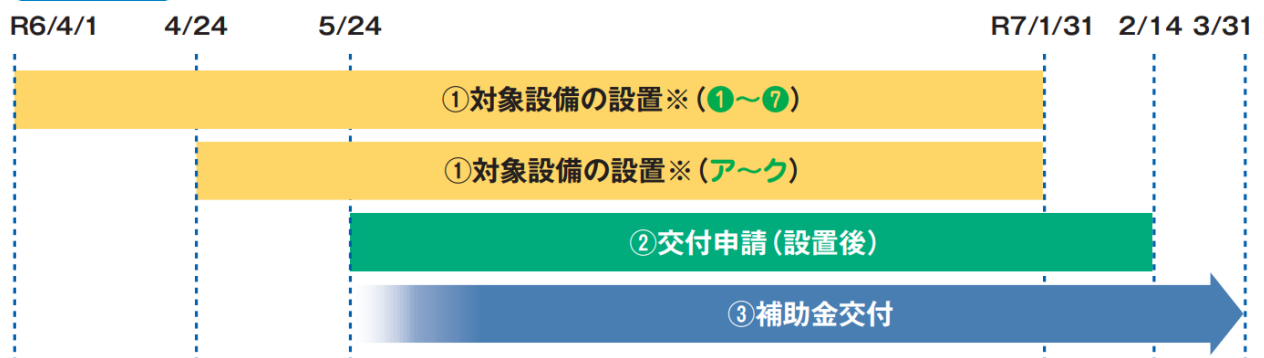 R6/4/1 4/24 5/24 R7/1/31 2/14 3/31
①対象設備の設置※(❶～❼)
①対象設備の設置※(ア～ク)
②交付申請(設置後)
③補助金交付